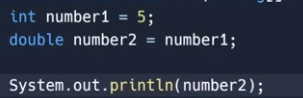 int number1 = 5;
double number2 = number1;
System.out.println(number2);